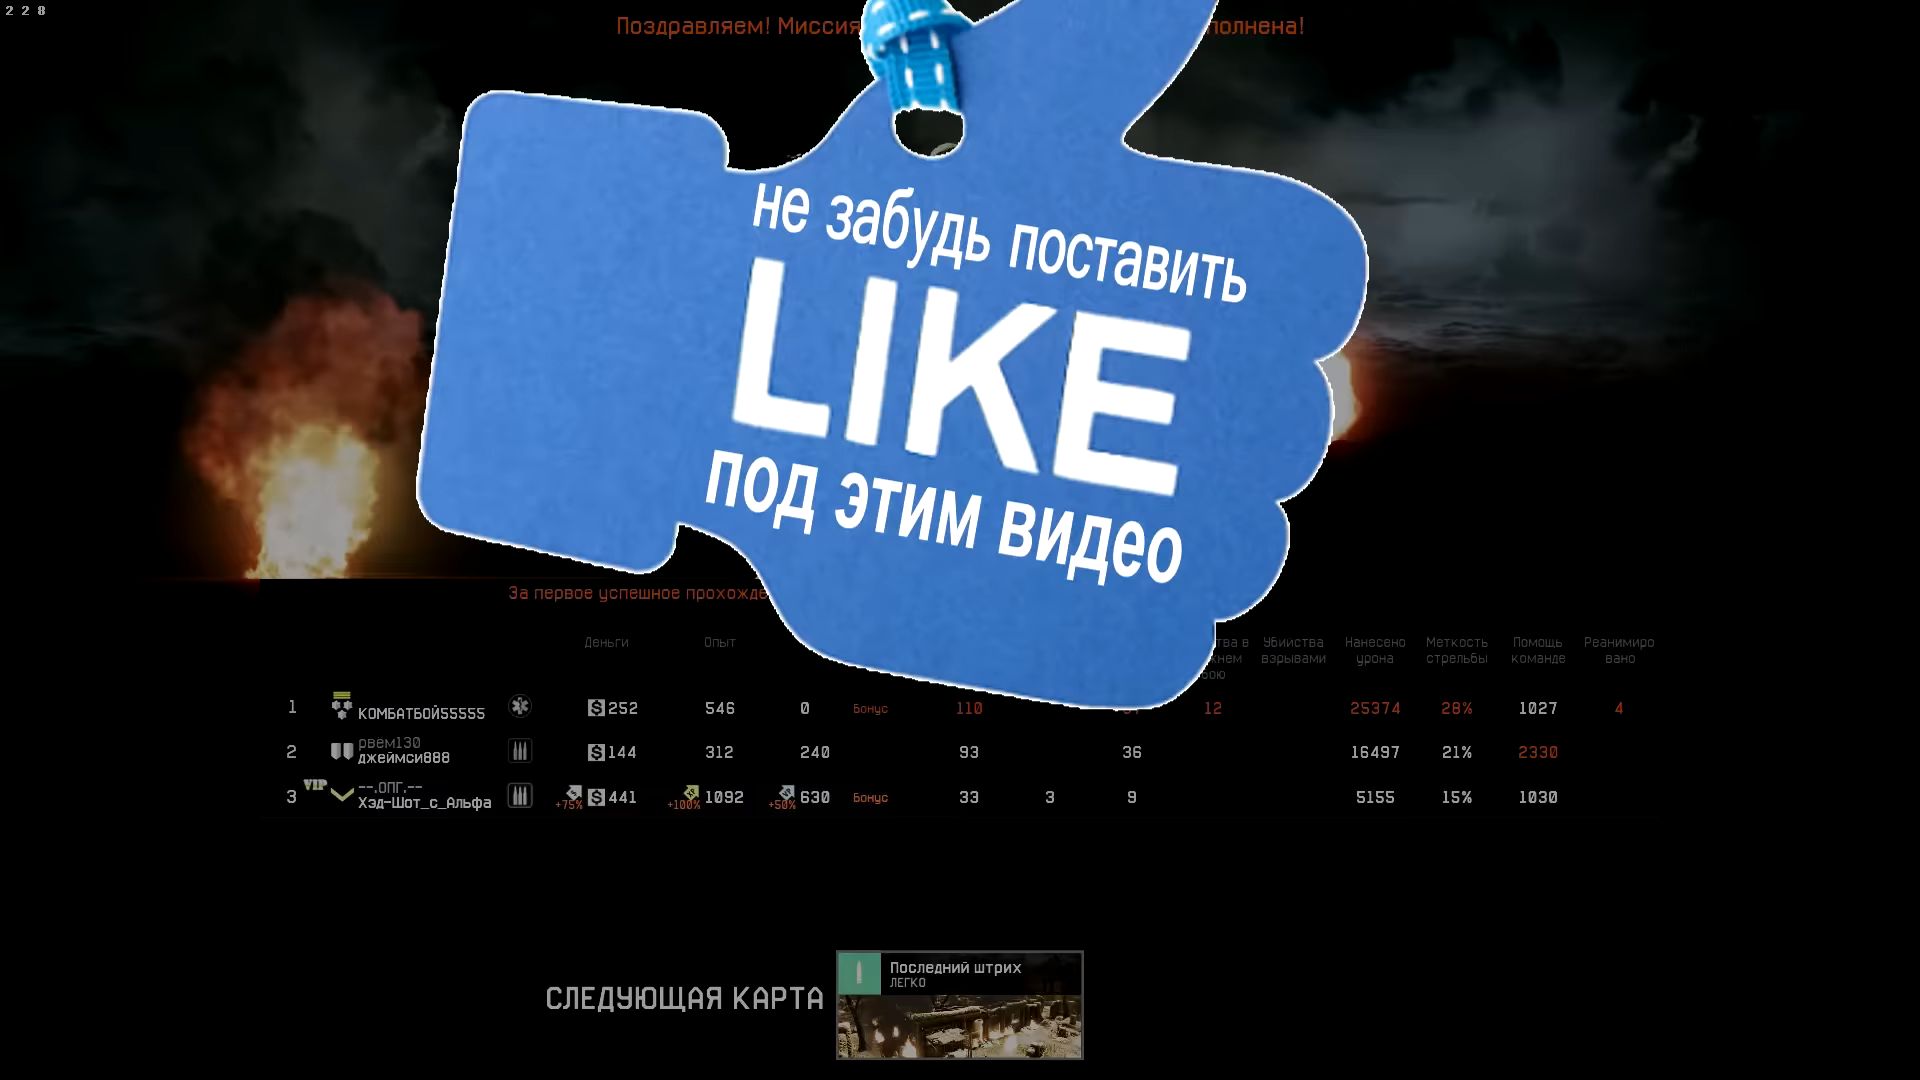 2 2 8
Поздравляем! Миссия
полнена!
не забудь поставить
LIKE
под этим видео
За первое успешное прохожде
Деньги Опыт тва в Убийства Нанесено Меткость Помощь Реанимиро
взрывами урона стрельбы команде вано
бою
1 КОМБАТБОЙ55555 $252 546 0 Бонус 110 12 25374 28% 1027 4
рвем130
2 джеймси888 $144 312 240 93 36 16497 21% 2330
VIP --.ОПГ.--
3 Хэд-Шот_с_Альфа +75% $441 +100% 1092 +50% 630 Бонус 33 3 9 5155 15% 1030
Последний штрих
ЛЕГКО
СЛЕДУЮЩАЯ КАРТА